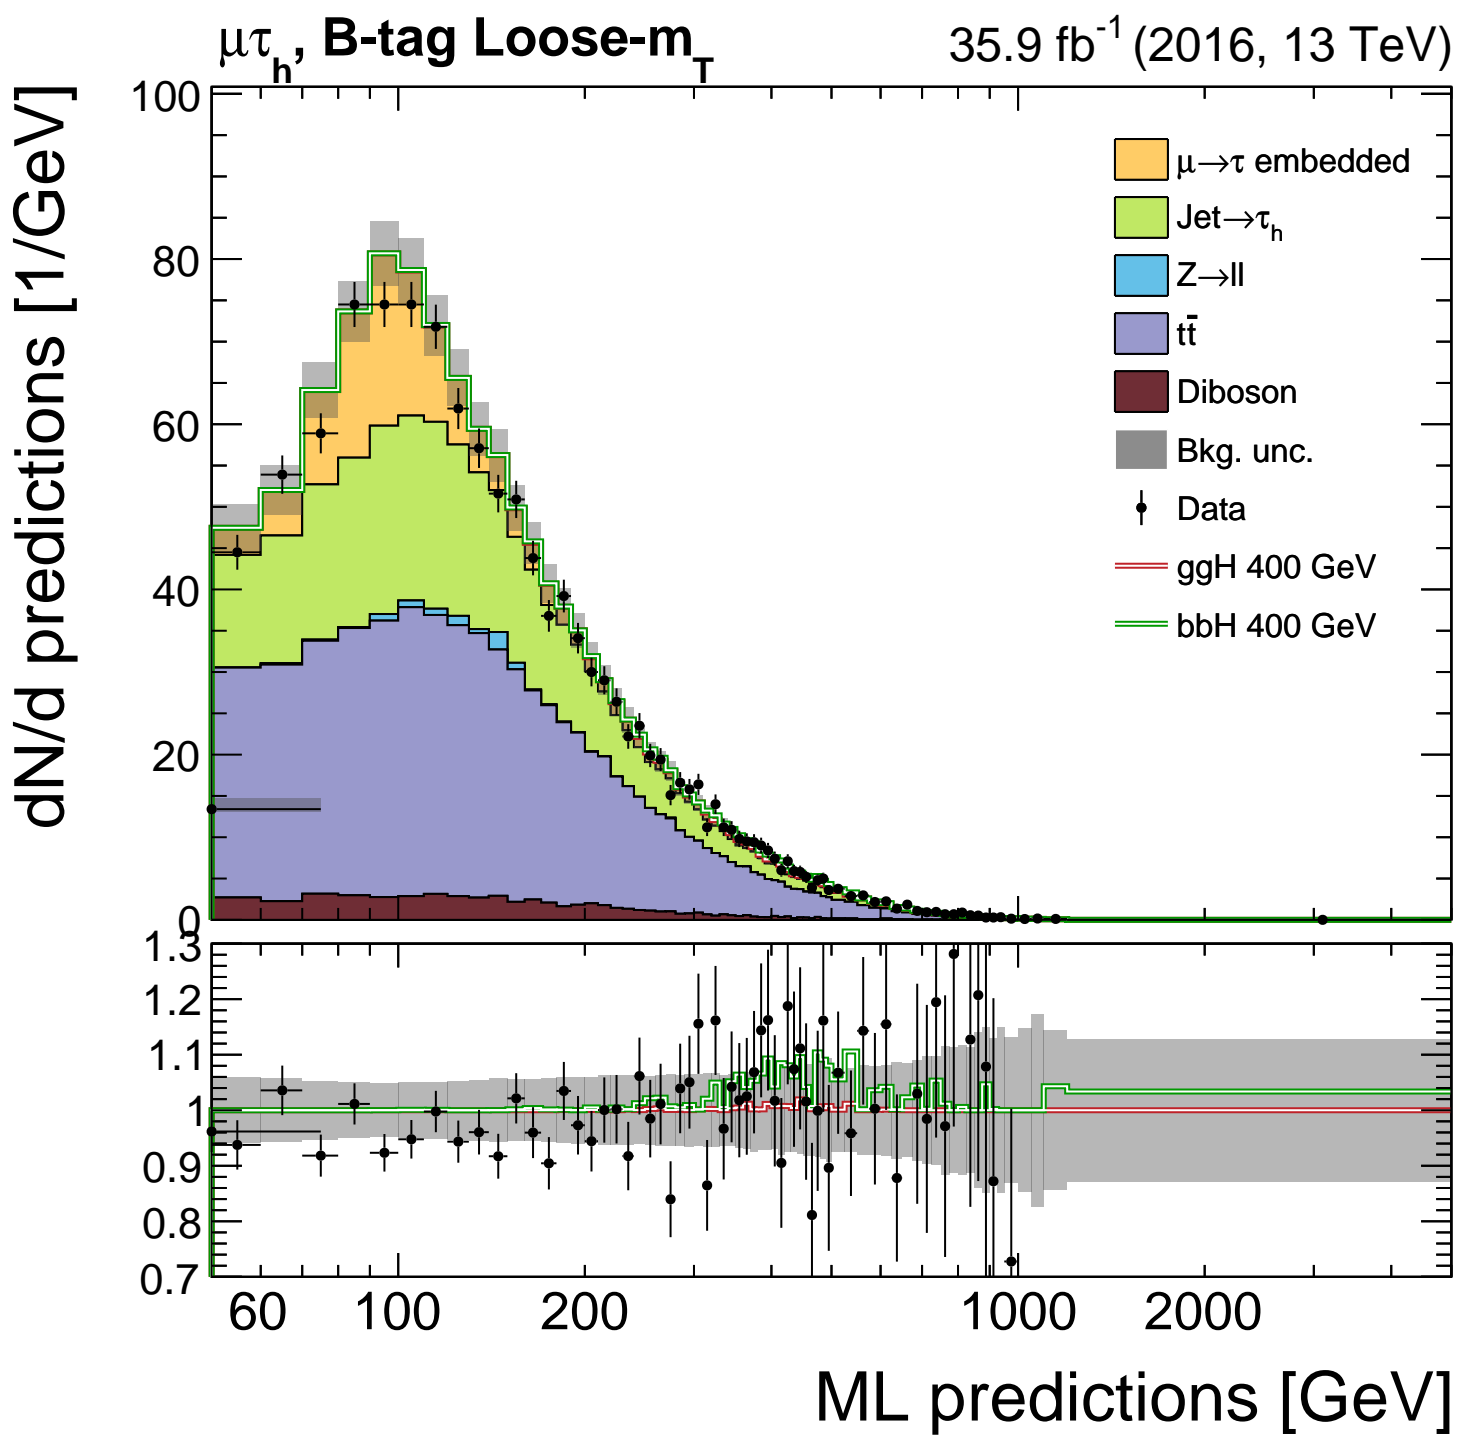 μτh, B-tag Loose-mT
35.9 fb-1 (2016, 13 TeV)
dN/d predictions [1/GeV]
100
80
60
40
20
0
μ→τ embedded
Jet→τh
Z→ll
tt̄
Diboson
Bkg. unc.
Data
ggH 400 GeV
bbH 400 GeV
1.3
1.2
1.1
1
0.9
0.8
0.7
60 100 200 1000 2000
ML predictions [GeV]